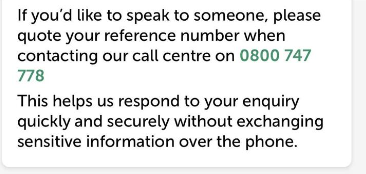 If you'd like to speak to someone, please
quote your reference number when
contacting our call centre on 0800 747
778
This helps us respond to your enquiry
quickly and securely without exchanging
sensitive information over the phone.